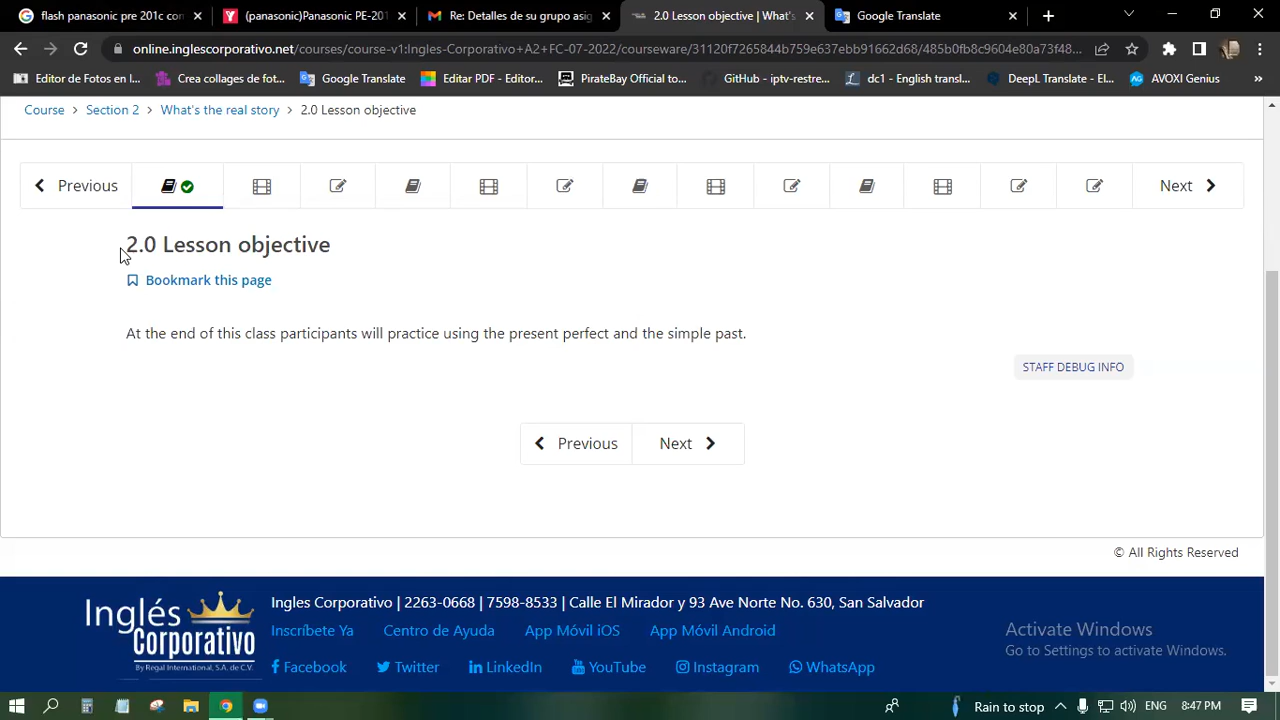 flash panasonic pre 201c con
(panasonic)Panasonic PE-201
Re: Detalles de su grupo asig
2.0 Lesson objective | What's
Google Translate
online.inglescorporativo.net/courses/course-v1:Ingles-Corporativo+A2+FC-07-2022/courseware/31120f7265844b759e637ebb91662d68/485b0fb8c9604e80a73f48...
Editor de Fotos en l...
Crea collages de fot...
Google Translate
Editar PDF - Editor...
PirateBay Official to...
GitHub - iptv-restre...
dc1 - English transl...
DeepL Translate - El...
AVOXI Genius
Course > Section 2 > What's the real story > 2.0 Lesson objective
Previous
Next
2.0 Lesson objective
Bookmark this page
At the end of this class participants will practice using the present perfect and the simple past.
STAFF DEBUG INFO
Previous
Next
© All Rights Reserved
Inglés Corporativo
By Regal International, S.A. de C.V.
Ingles Corporativo | 2263-0668 | 7598-8533 | Calle El Mirador y 93 Ave Norte No. 630, San Salvador
Inscríbete Ya
Centro de Ayuda
App Móvil iOS
App Móvil Android
Facebook
Twitter
LinkedIn
YouTube
Instagram
WhatsApp
Activate Windows
Go to Settings to activate Windows.
Rain to stop
ENG
8:47 PM